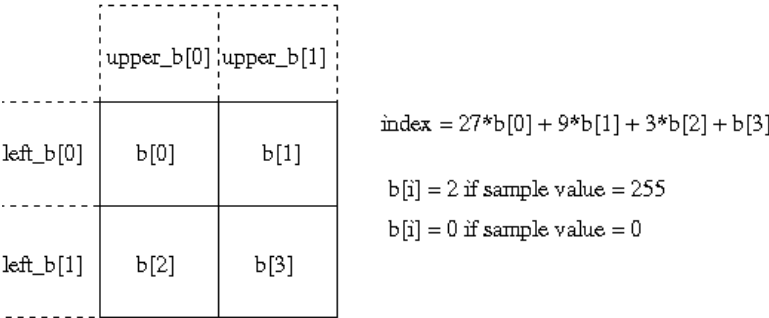 upper_b[0] upper_b[1]
index = 27*b[0] + 9*b[1] + 3*b[2] + b[3]
left_b[0] b[0] b[1]
b[i] = 2 if sample value = 255
b[i] = 0 if sample value = 0
left_b[1] b[2] b[3]